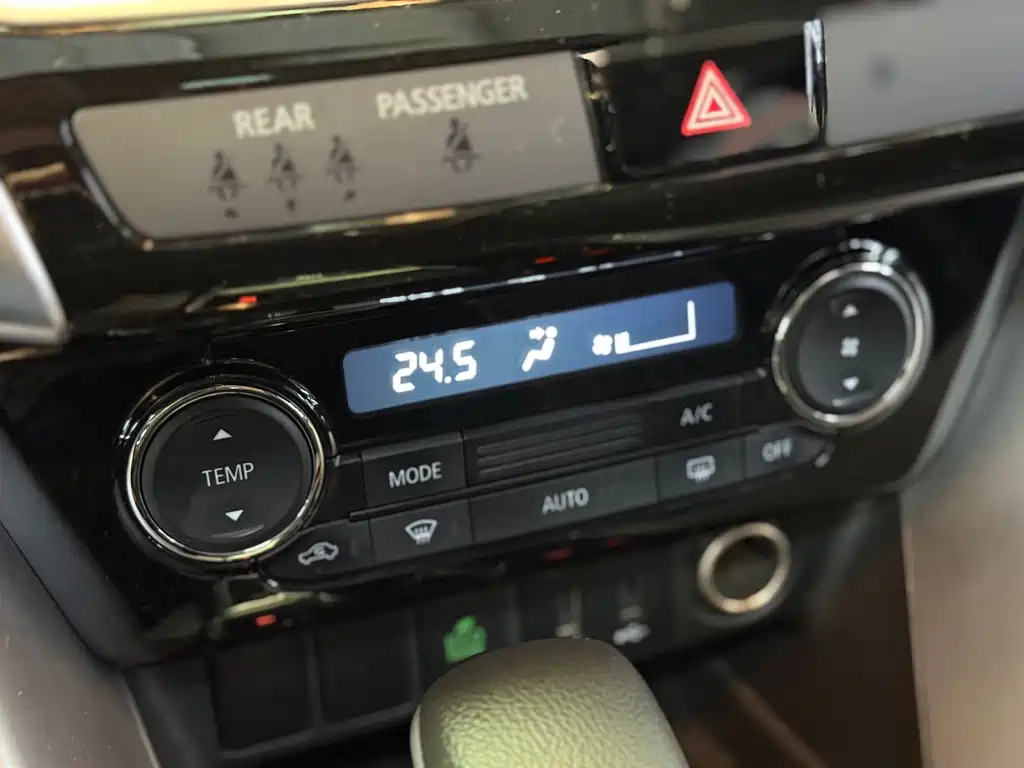 REAR
PASSENGER
24.5
A/C
TEMP
MODE
AUTO
OFF